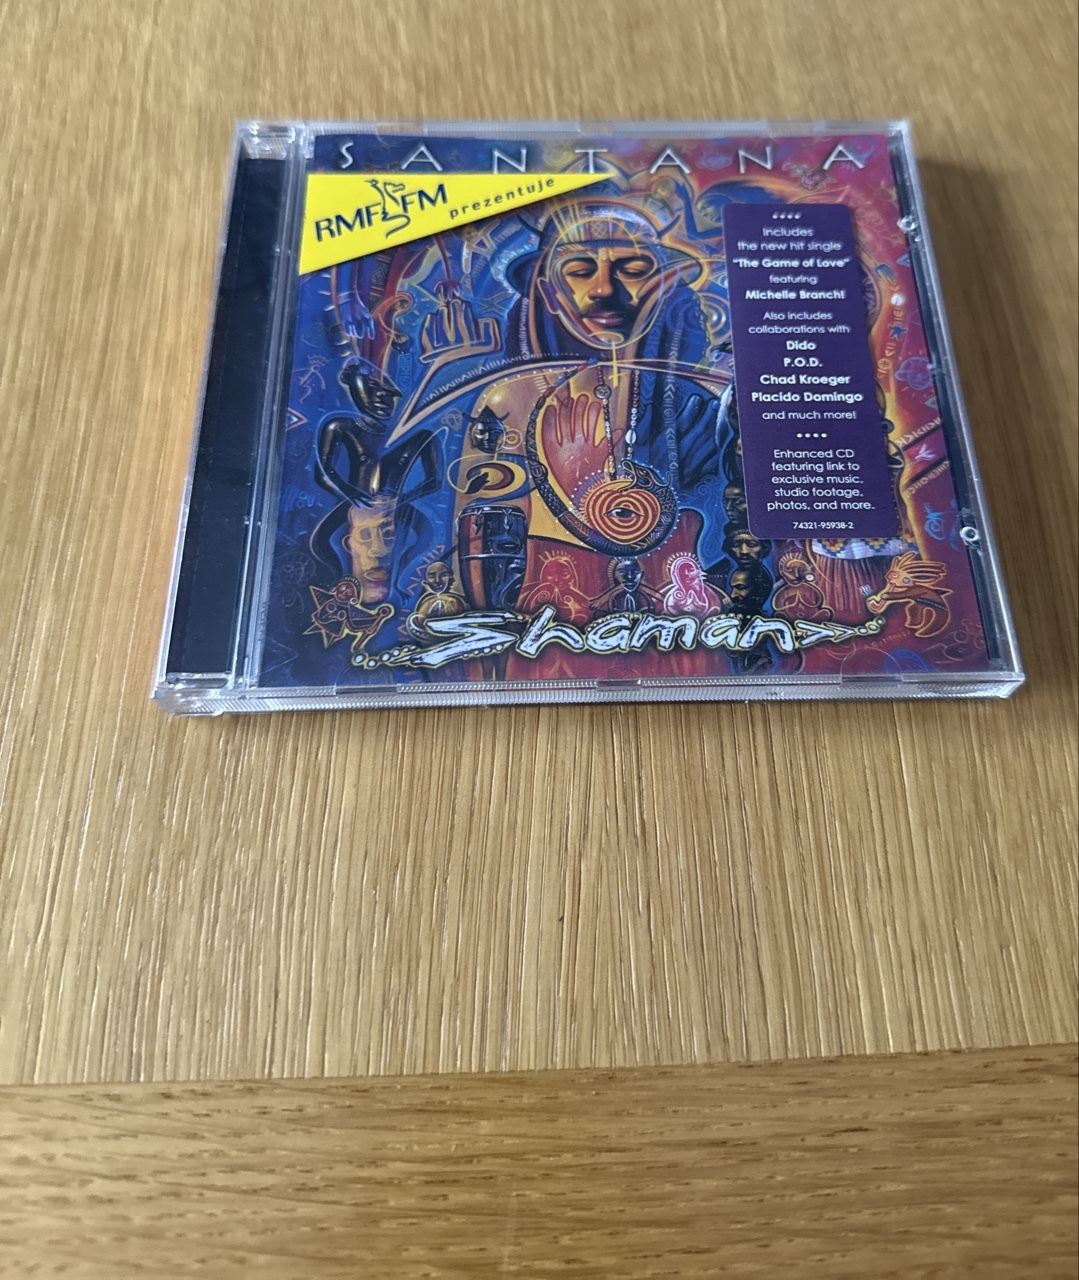 SANTANA
RMF FM prezentuje
Includes
the new hit single
"The Game of Love"
featuring
Michelle Branch!
Also includes
collaborations with
Dido
P.O.D.
Chad Kroeger
Placido Domingo
and much more!
Enhanced CD
featuring link to
exclusive music,
studio footage,
photos, and more.
74321-95938-2
Shaman